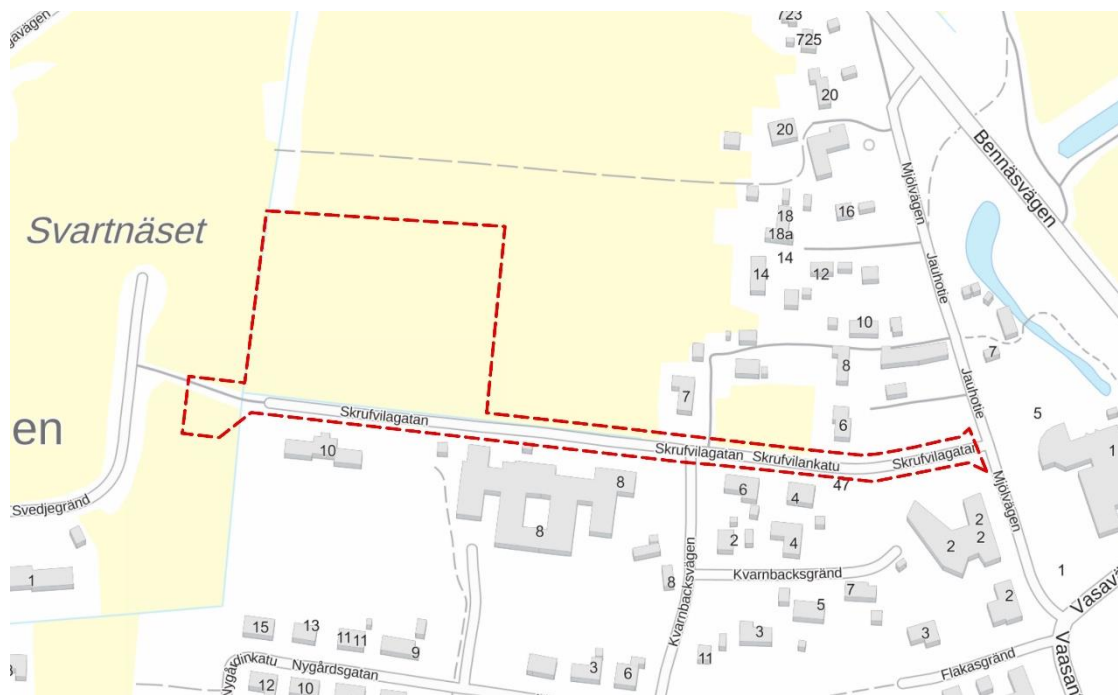 723
725
20
20
Bennäsvägen
Mjölvägen
Svartnäset
18
18a
16
14
14
12
Jauhotie
10
7
8
7
Jauhotie
5
6
en
Skrufvilagatan
Skrufvilagatan
Skrufvilankatu
Skrufvilagatan
1
10
8
8
6
4
47
Mjölvägen
Svedjegränd
2
2
2
2
4
1
8
Kvarnbacksgränd
Kvarnbacksvägen
7
5
2
1
15
13
11
11
9
3
3
11
Flakasgränd
Nygårdinkatu
Nygårdsgatan
3
6
12
10